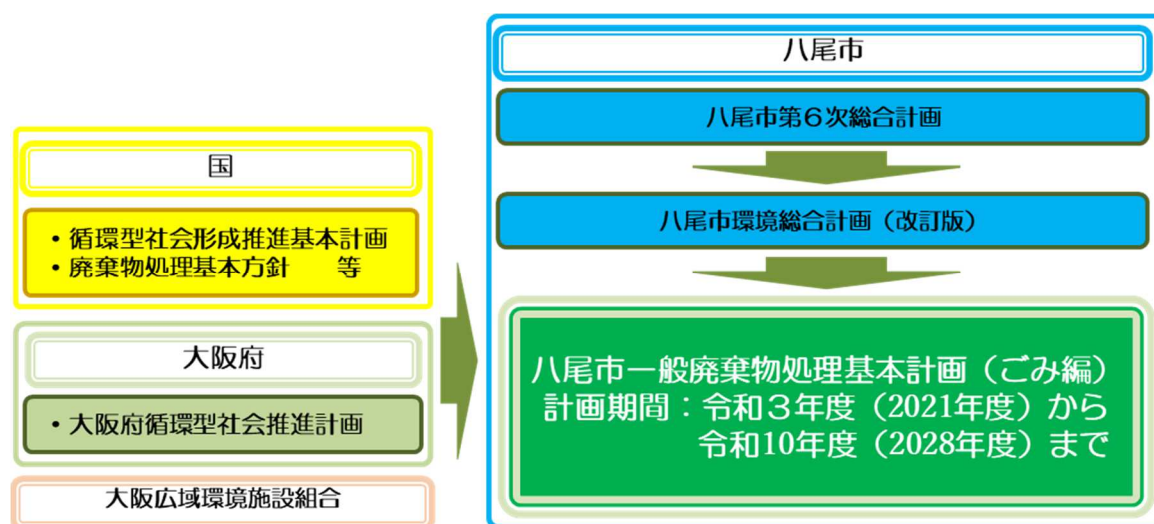 国
・循環型社会形成推進基本計画
・廃棄物処理基本方針　　等
大阪府
・大阪府循環型社会推進計画
大阪広域環境施設組合
八尾市
八尾市第６次総合計画
八尾市環境総合計画（改訂版）
八尾市一般廃棄物処理基本計画（ごみ編）
計画期間：令和３年度（2021年度）から
令和10年度（2028年度）まで